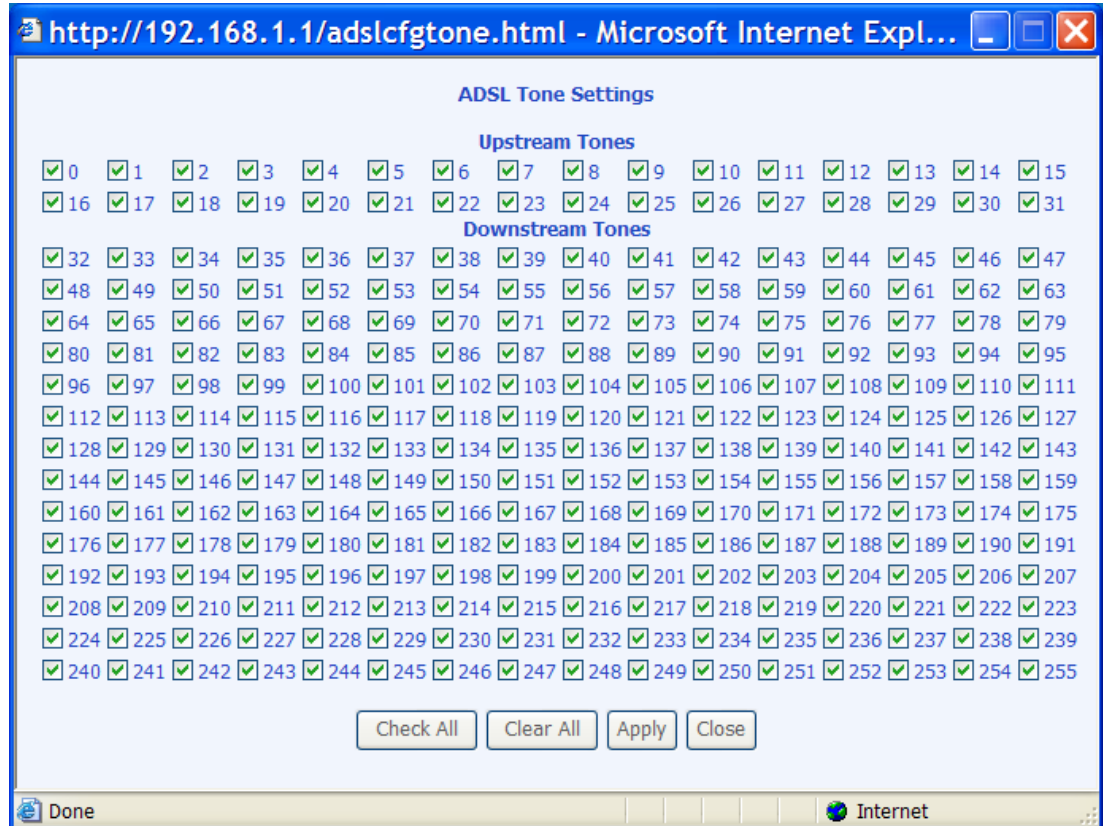 http://192.168.1.1/adslcfgtone.html - Microsoft Internet Expl...
ADSL Tone Settings
Upstream Tones
0 1 2 3 4 5 6 7 8 9 10 11 12 13 14 15
16 17 18 19 20 21 22 23 24 25 26 27 28 29 30 31
Downstream Tones
32 33 34 35 36 37 38 39 40 41 42 43 44 45 46 47
48 49 50 51 52 53 54 55 56 57 58 59 60 61 62 63
64 65 66 67 68 69 70 71 72 73 74 75 76 77 78 79
80 81 82 83 84 85 86 87 88 89 90 91 92 93 94 95
96 97 98 99 100 101 102 103 104 105 106 107 108 109 110 111
112 113 114 115 116 117 118 119 120 121 122 123 124 125 126 127
128 129 130 131 132 133 134 135 136 137 138 139 140 141 142 143
144 145 146 147 148 149 150 151 152 153 154 155 156 157 158 159
160 161 162 163 164 165 166 167 168 169 170 171 172 173 174 175
176 177 178 179 180 181 182 183 184 185 186 187 188 189 190 191
192 193 194 195 196 197 198 199 200 201 202 203 204 205 206 207
208 209 210 211 212 213 214 215 216 217 218 219 220 221 222 223
224 225 226 227 228 229 230 231 232 233 234 235 236 237 238 239
240 241 242 243 244 245 246 247 248 249 250 251 252 253 254 255
Check All Clear All Apply Close
Done Internet